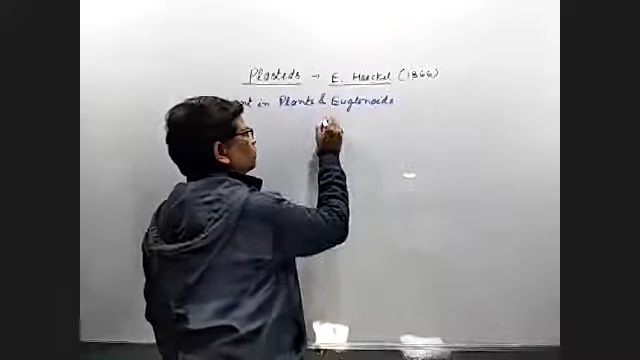 Plastids → E. Haeckel (1866)
in Plants & Euglenoids